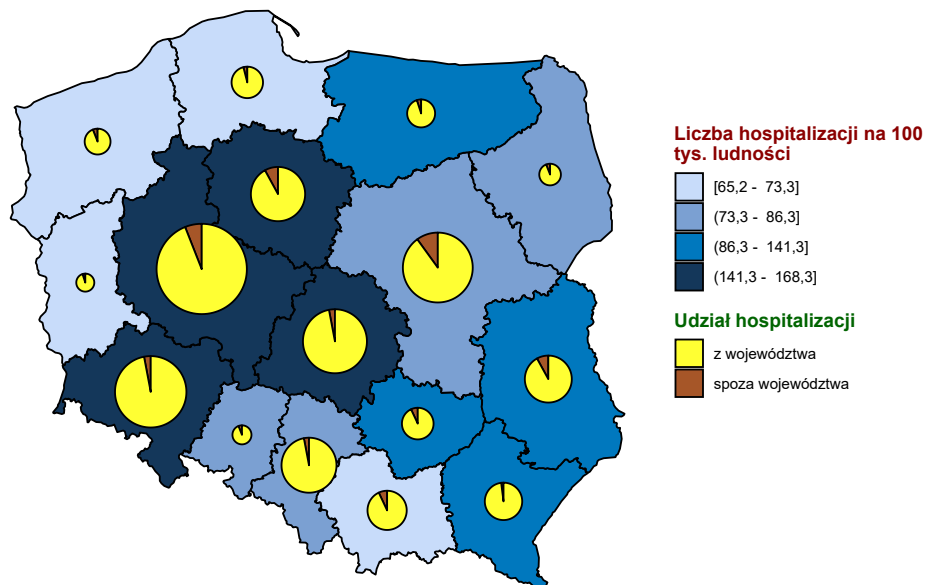 Liczba hospitalizacji na 100
tys. ludności
[65,2 - 73,3]
(73,3 - 86,3]
(86,3 - 141,3]
(141,3 - 168,3]
Udział hospitalizacji
z województwa
spoza województwa